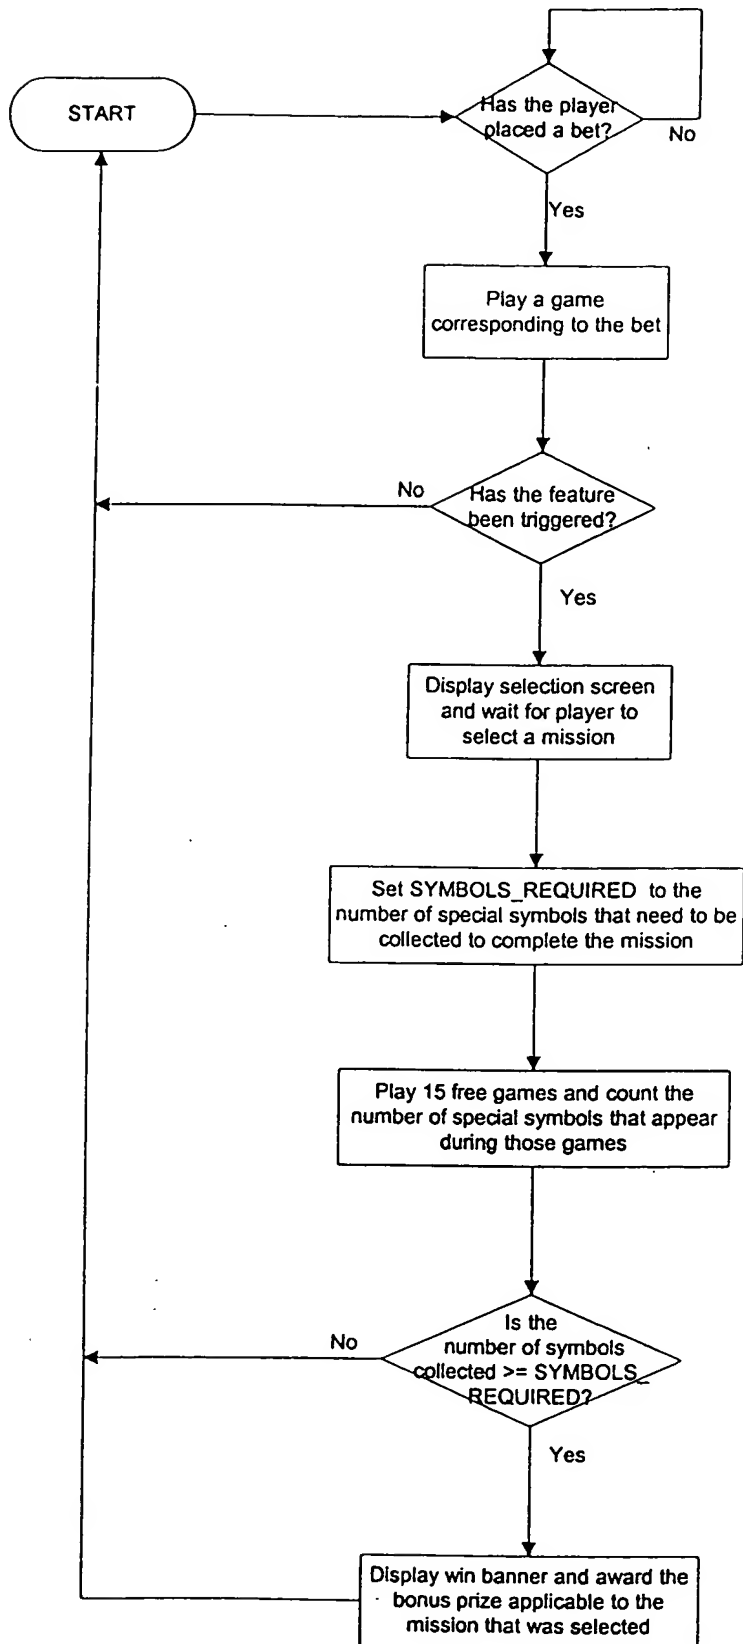 START
Has the player
placed a bet?
No
Yes
Play a game
corresponding to the bet
No
Has the feature
been triggered?
Yes
Display selection screen
and wait for player to
select a mission
Set SYMBOLS_REQUIRED to the
number of special symbols that need to be
collected to complete the mission
Play 15 free games and count the
number of special symbols that appear
during those games
Is the
number of symbols
collected >= SYMBOLS_
REQUIRED?
No
Yes
Display win banner and award the
bonus prize applicable to the
mission that was selected